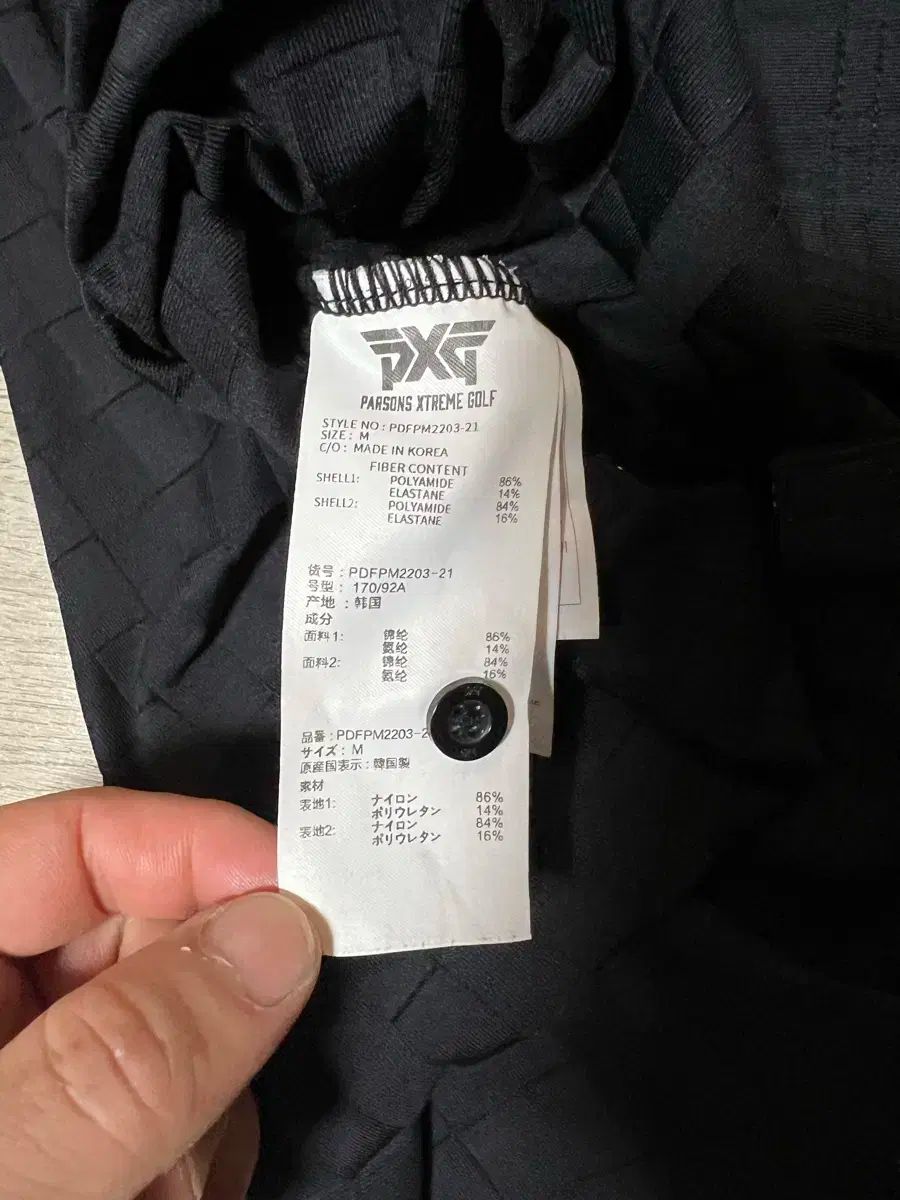 PXG
PARSONS XTREME GOLF
STYLE NO: PDFPM2203-21
SIZE: M
C/O: MADE IN KOREA
FIBER CONTENT
SHELL1: POLYAMIDE 86%
ELASTANE 14%
SHELL2: POLYAMIDE 84%
ELASTANE 16%
货号: PDFPM2203-21
号型: 170/92A
产地: 韩国
成分
面料1: 锦纶 86%
氨纶 14%
面料2: 锦纶 84%
氨纶 16%
品番: PDFPM2203-2
サイズ: M
原産国表示: 韓国製
素材
表地1: ナイロン 86%
ポリウレタン 14%
表地2: ナイロン 84%
ポリウレタン 16%